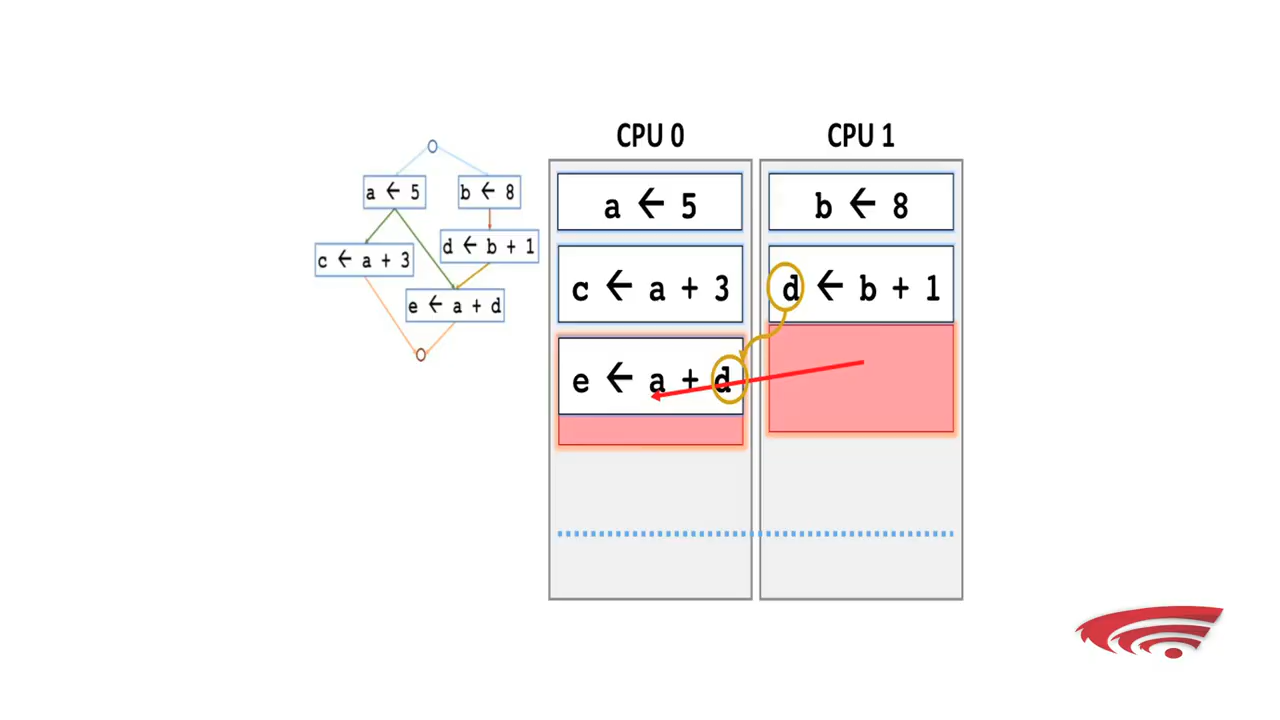 a ← 5
b ← 8
c ← a + 3
d ← b + 1
e ← a + d
CPU 0
CPU 1
a ← 5
b ← 8
c ← a + 3
d ← b + 1
e ← a + d